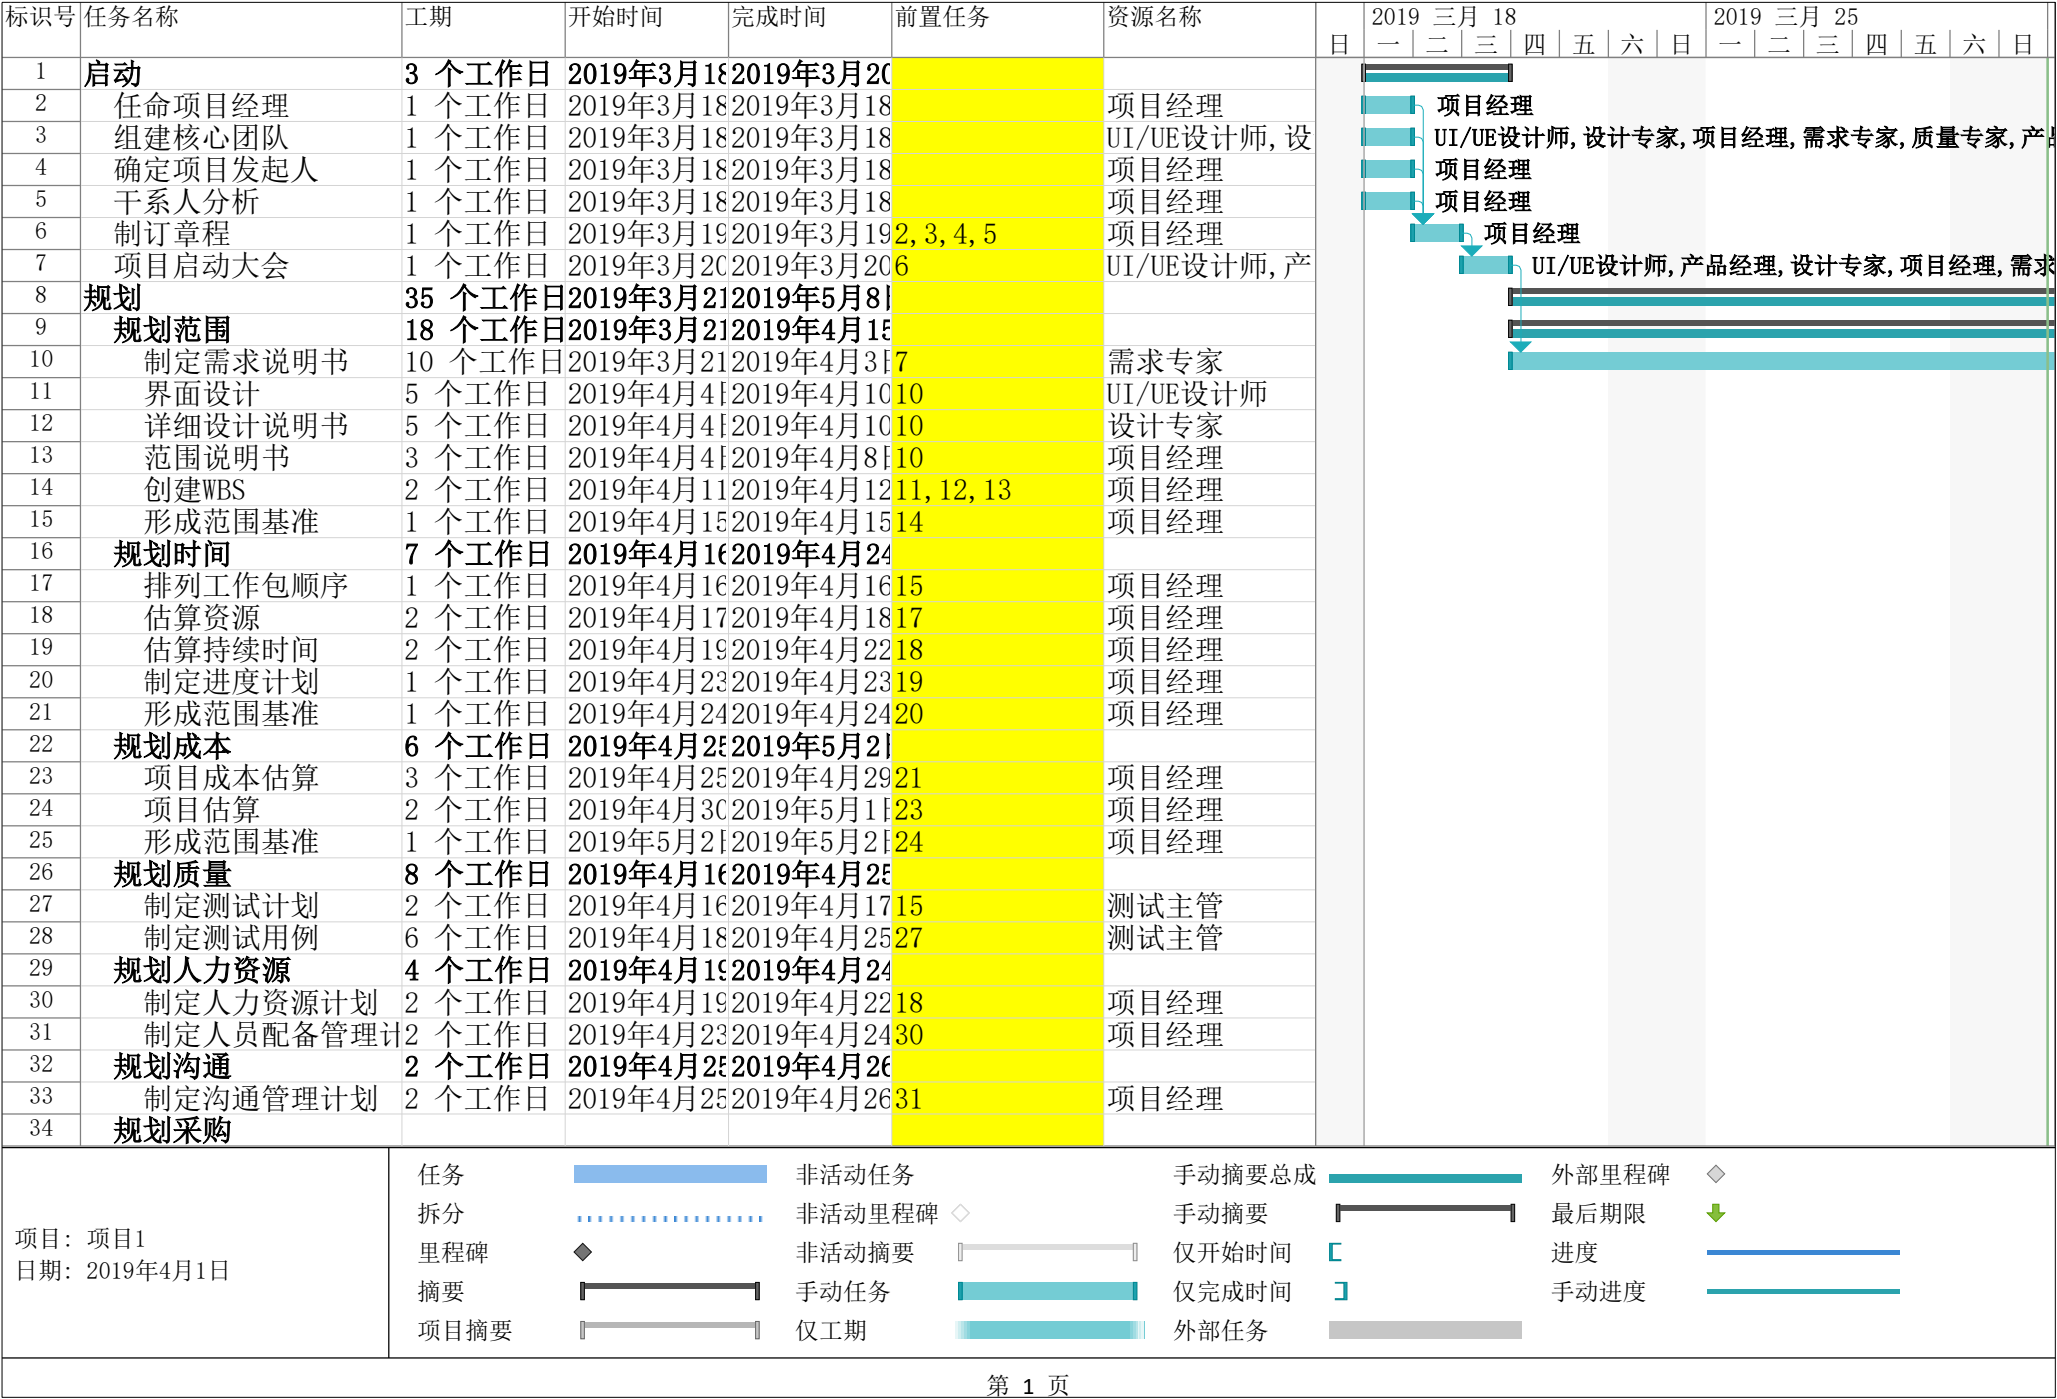 标识号 任务名称 工期 开始时间 完成时间 前置任务 资源名称 2019 三月 18 2019 三月 25
日 一 二 三 四 五 六 日 一 二 三 四 五 六 日
1 启动 3 个工作日 2019年3月18 2019年3月20
2 任命项目经理 1 个工作日 2019年3月18 2019年3月18 项目经理 项目经理
3 组建核心团队 1 个工作日 2019年3月18 2019年3月18 UI/UE设计师,设 UI/UE设计师,设计专家,项目经理,需求专家,质量专家,产品
4 确定项目发起人 1 个工作日 2019年3月18 2019年3月18 项目经理 项目经理
5 干系人分析 1 个工作日 2019年3月18 2019年3月18 项目经理 项目经理
6 制订章程 1 个工作日 2019年3月19 2019年3月19 2,3,4,5 项目经理 项目经理
7 项目启动大会 1 个工作日 2019年3月20 2019年3月20 6 UI/UE设计师,产 UI/UE设计师,产品经理,设计专家,项目经理,需求
8 规划 35 个工作日 2019年3月21 2019年5月8日
9 规划范围 18 个工作日 2019年3月21 2019年4月15
10 制定需求说明书 10 个工作日 2019年3月21 2019年4月3日 7 需求专家
11 界面设计 5 个工作日 2019年4月4日 2019年4月10 10 UI/UE设计师
12 详细设计说明书 5 个工作日 2019年4月4日 2019年4月10 10 设计专家
13 范围说明书 3 个工作日 2019年4月4日 2019年4月8日 10 项目经理
14 创建WBS 2 个工作日 2019年4月11 2019年4月12 11,12,13 项目经理
15 形成范围基准 1 个工作日 2019年4月15 2019年4月15 14 项目经理
16 规划时间 7 个工作日 2019年4月16 2019年4月24
17 排列工作包顺序 1 个工作日 2019年4月16 2019年4月16 15 项目经理
18 估算资源 2 个工作日 2019年4月17 2019年4月18 17 项目经理
19 估算持续时间 2 个工作日 2019年4月19 2019年4月22 18 项目经理
20 制定进度计划 1 个工作日 2019年4月23 2019年4月23 19 项目经理
21 形成范围基准 1 个工作日 2019年4月24 2019年4月24 20 项目经理
22 规划成本 6 个工作日 2019年4月25 2019年5月2日
23 项目成本估算 3 个工作日 2019年4月25 2019年4月29 21 项目经理
24 项目估算 2 个工作日 2019年4月30 2019年5月1日 23 项目经理
25 形成范围基准 1 个工作日 2019年5月2日 2019年5月2日 24 项目经理
26 规划质量 8 个工作日 2019年4月16 2019年4月25
27 制定测试计划 2 个工作日 2019年4月16 2019年4月17 15 测试主管
28 制定测试用例 6 个工作日 2019年4月18 2019年4月25 27 测试主管
29 规划人力资源 4 个工作日 2019年4月19 2019年4月24
30 制定人力资源计划 2 个工作日 2019年4月19 2019年4月22 18 项目经理
31 制定人员配备管理计 2 个工作日 2019年4月23 2019年4月24 30 项目经理
32 规划沟通 2 个工作日 2019年4月25 2019年4月26
33 制定沟通管理计划 2 个工作日 2019年4月25 2019年4月26 31 项目经理
34 规划采购
项目: 项目1
日期: 2019年4月1日
任务 非活动任务 手动摘要总成 外部里程碑
拆分 非活动里程碑 手动摘要 最后期限
里程碑 非活动摘要 仅开始时间 进度
摘要 手动任务 仅完成时间 手动进度
项目摘要 仅工期 外部任务
第 1 页